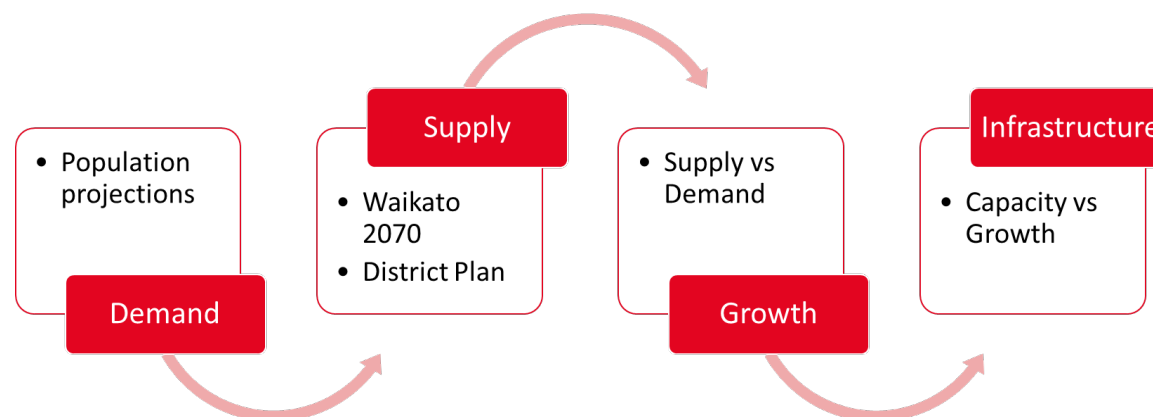 • Population
projections
Demand
Supply
• Waikato
2070
• District Plan
• Supply vs
Demand
Growth
Infrastructure
• Capacity vs
Growth